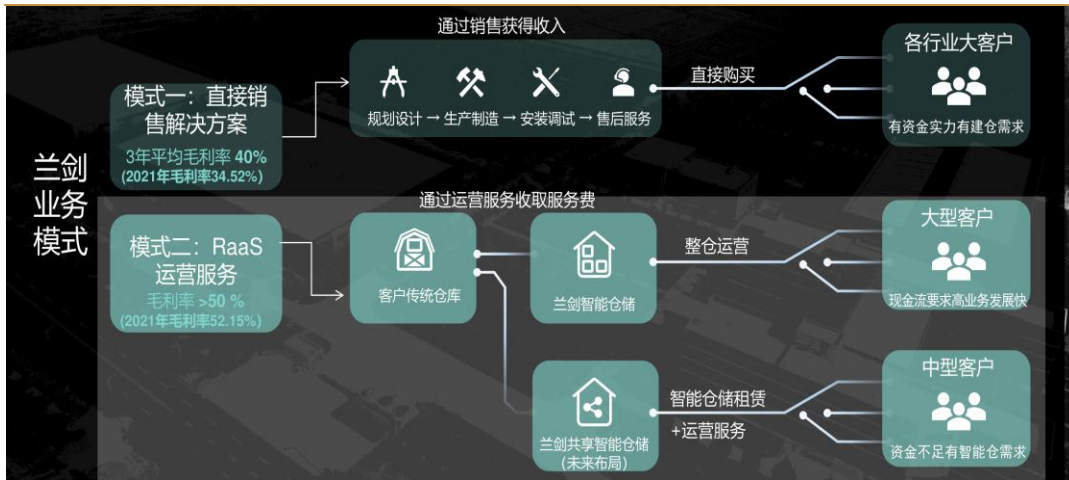 兰剑
业务
模式
模式一：直接销
售解决方案
3年平均毛利率 40%
(2021年毛利率34.52%)
通过销售获得收入
规划设计 → 生产制造 → 安装调试 → 售后服务
直接购买
各行业大客户
有资金实力有建仓需求
模式二：RaaS
运营服务
毛利率 >50 %
(2021年毛利率52.15%)
通过运营服务收取服务费
客户传统仓库
兰剑智能仓储
整仓运营
大型客户
现金流要求高业务发展快
兰剑共享智能仓储
(未来布局)
智能仓储租赁
+运营服务
中型客户
资金不足有智能仓需求